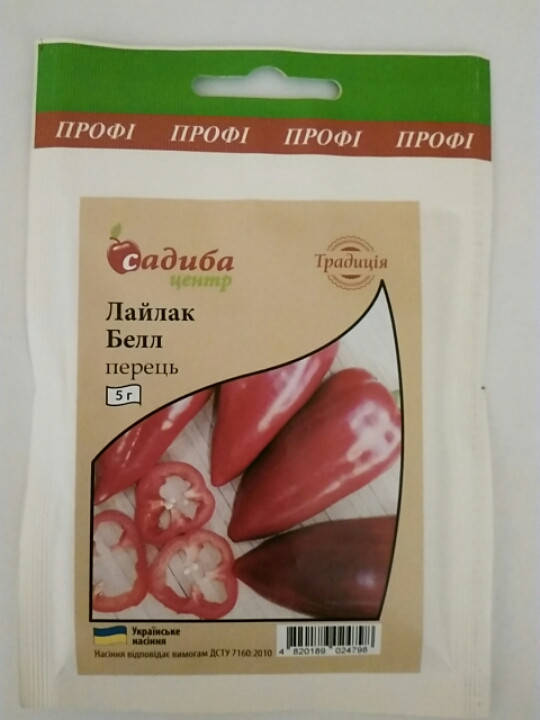 ПРОФІ ПРОФІ ПРОФІ ПРОФІ
садиба
центр
Традиція
Лайлак
Белл
перець
5 г
Українське
насіння
Насіння відповідає вимогам ДСТУ 7160:2010
4 820189 024798